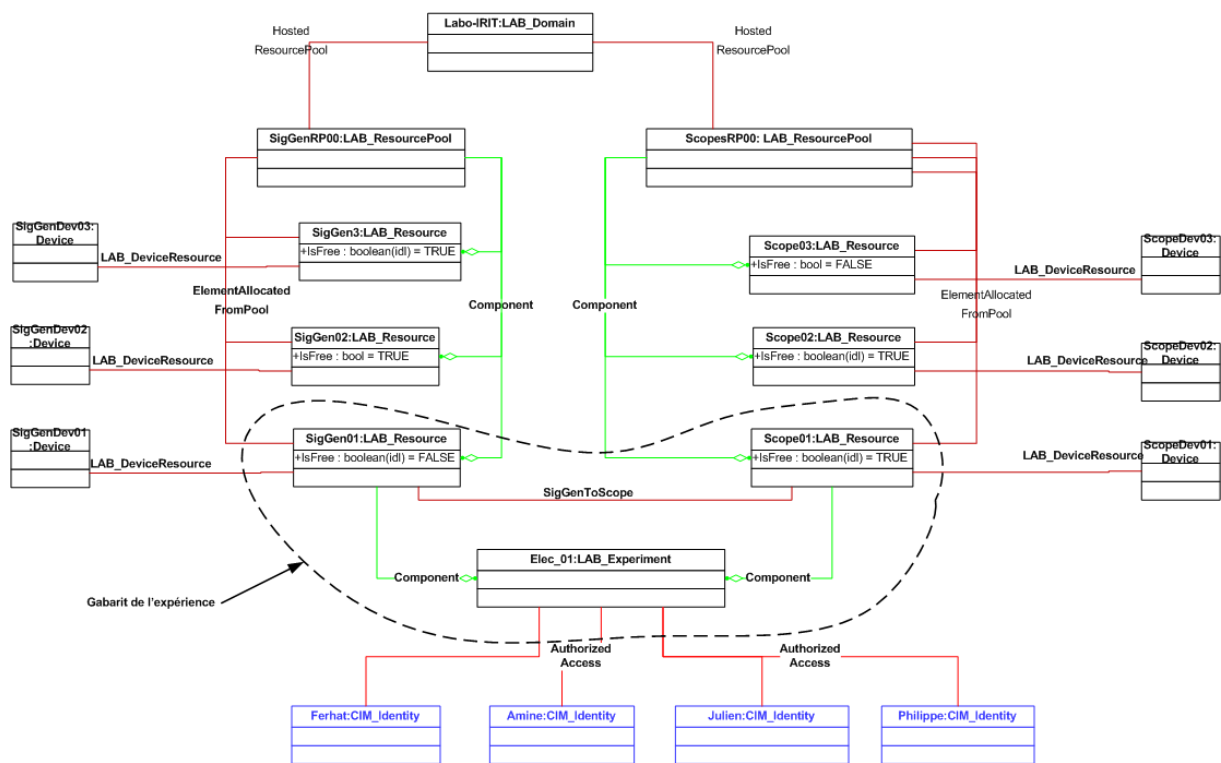 Labo-IRIT:LAB_Domain
Hosted
ResourcePool
Hosted
ResourcePool
SigGenRP00:LAB_ResourcePool
ScopesRP00: LAB_ResourcePool
SigGenDev03:
Device
LAB_DeviceResource
SigGen3:LAB_Resource
+IsFree : boolean(idl) = TRUE
Scope03:LAB_Resource
+IsFree : bool = FALSE
ScopeDev03:
Device
LAB_DeviceResource
ElementAllocated
FromPool
Component
Component
ElementAllocated
FromPool
SigGenDev02
:Device
LAB_DeviceResource
SigGen02:LAB_Resource
+IsFree : bool = TRUE
Scope02:LAB_Resource
+IsFree : boolean(idl) = TRUE
ScopeDev02:
Device
LAB_DeviceResource
SigGenDev01
:Device
LAB_DeviceResource
SigGen01:LAB_Resource
+IsFree : boolean(idl) = FALSE
Scope01:LAB_Resource
+IsFree : boolean(idl) = TRUE
ScopeDev01:
Device
LAB_DeviceResource
SigGenToScope
Elec_01:LAB_Experiment
Component
Component
Gabarit de l'expérience
Authorized
Access
Authorized
Access
Ferhat:CIM_Identity
Amine:CIM_Identity
Julien:CIM_Identity
Philippe:CIM_Identity